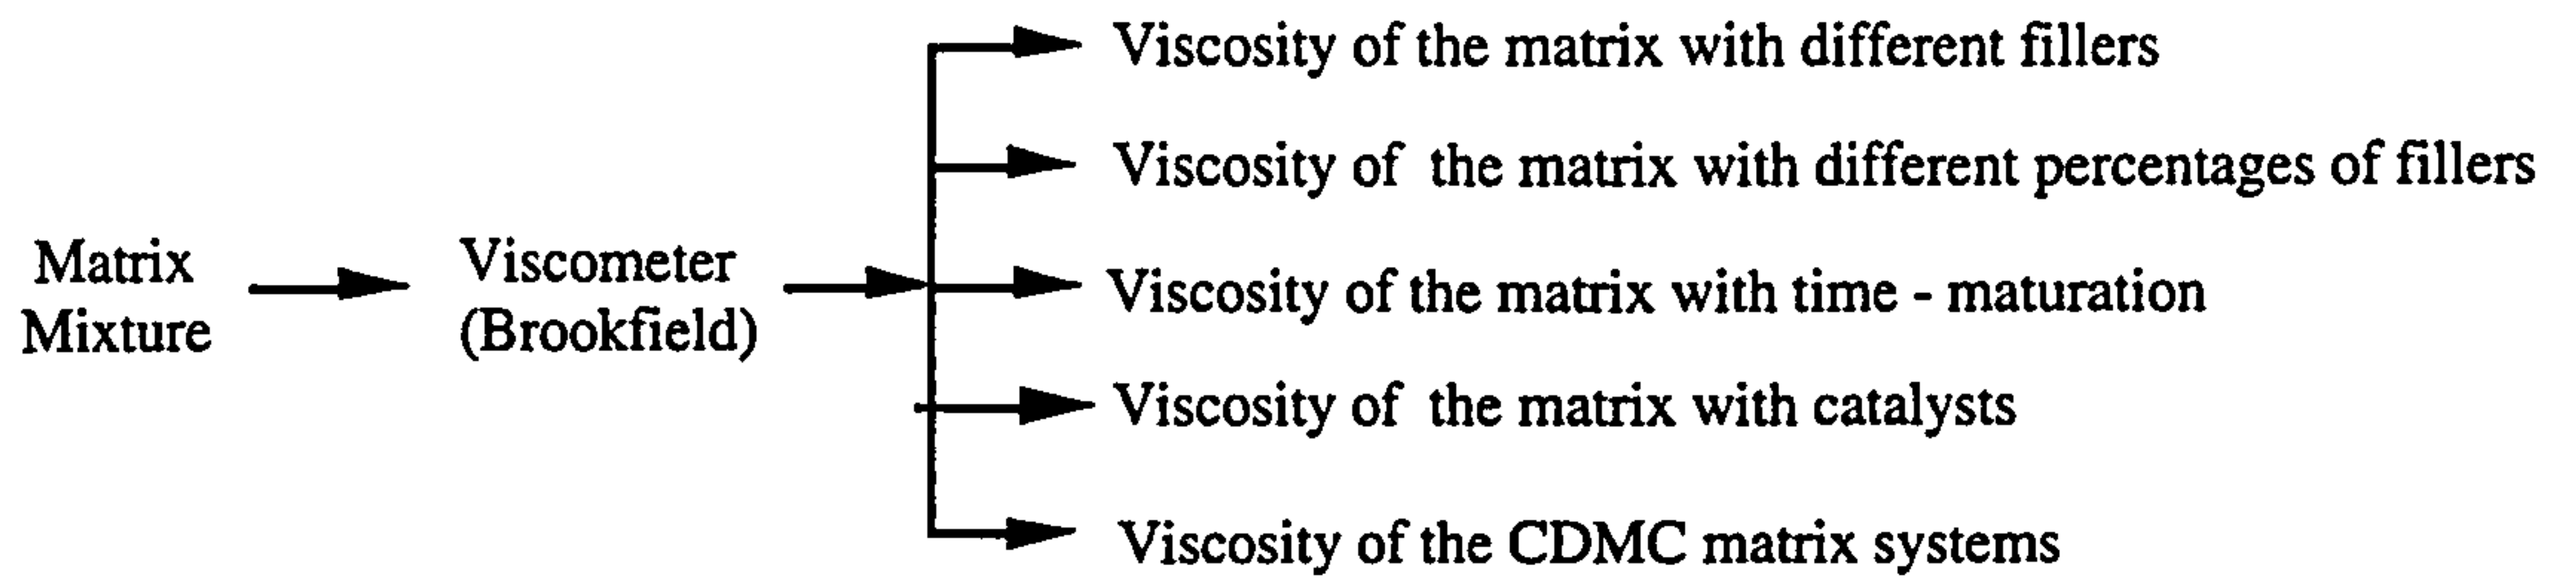 Matrix
Mixture
Viscometer
(Brookfield)
Viscosity of the matrix with different fillers
Viscosity of the matrix with different percentages of fillers
Viscosity of the matrix with time - maturation
Viscosity of the matrix with catalysts
Viscosity of the CDMC matrix systems